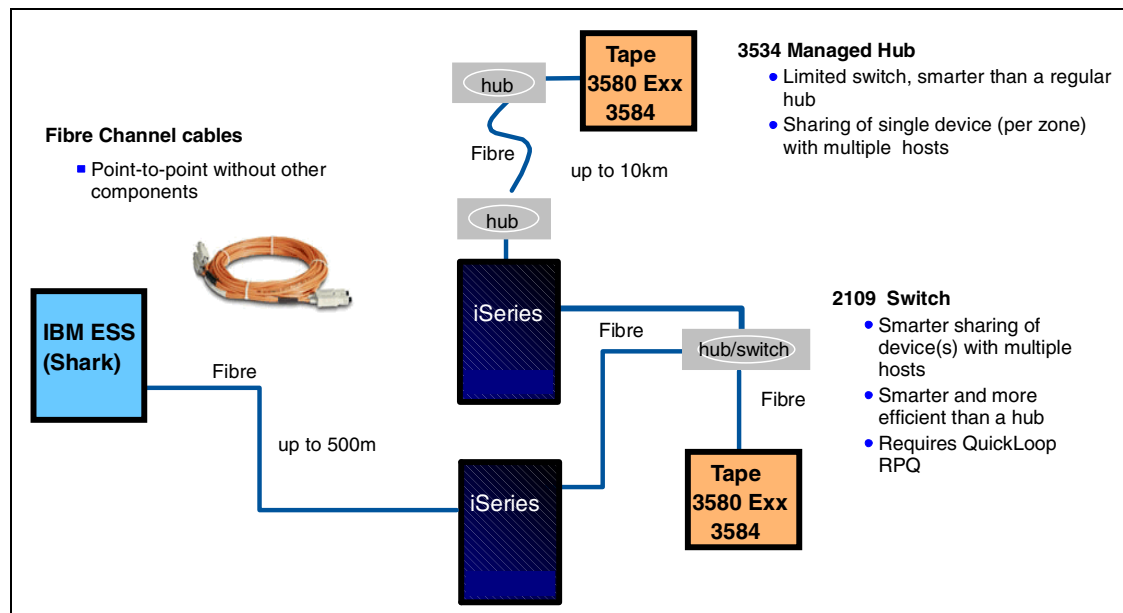 Tape
3580 Exx
3584
hub
3534 Managed Hub
Limited switch, smarter than a regular
hub
Sharing of single device (per zone)
with multiple hosts
Fibre Channel cables
Point-to-point without other
components
Fibre
up to 10km
hub
iSeries
Fibre
hub/switch
Fibre
2109 Switch
Smarter sharing of
device(s) with multiple
hosts
Smarter and more
efficient than a hub
Requires QuickLoop
RPQ
IBM ESS
(Shark)
Fibre
up to 500m
iSeries
Tape
3580 Exx
3584